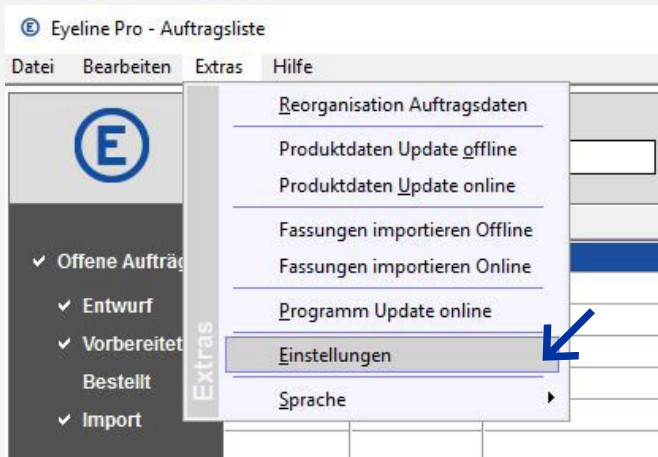 E Eyeline Pro - Auftragsliste
Datei Bearbeiten Extras Hilfe
E
Reorganisation Auftragsdaten
Produktdaten Update offline
Produktdaten Update online
Fassungen importieren Offline
Fassungen importieren Online
Programm Update online
Einstellungen
Sprache
Extras
✓ Offene Aufträg
✓ Entwurf
✓ Vorbereitet
Bestellt
✓ Import